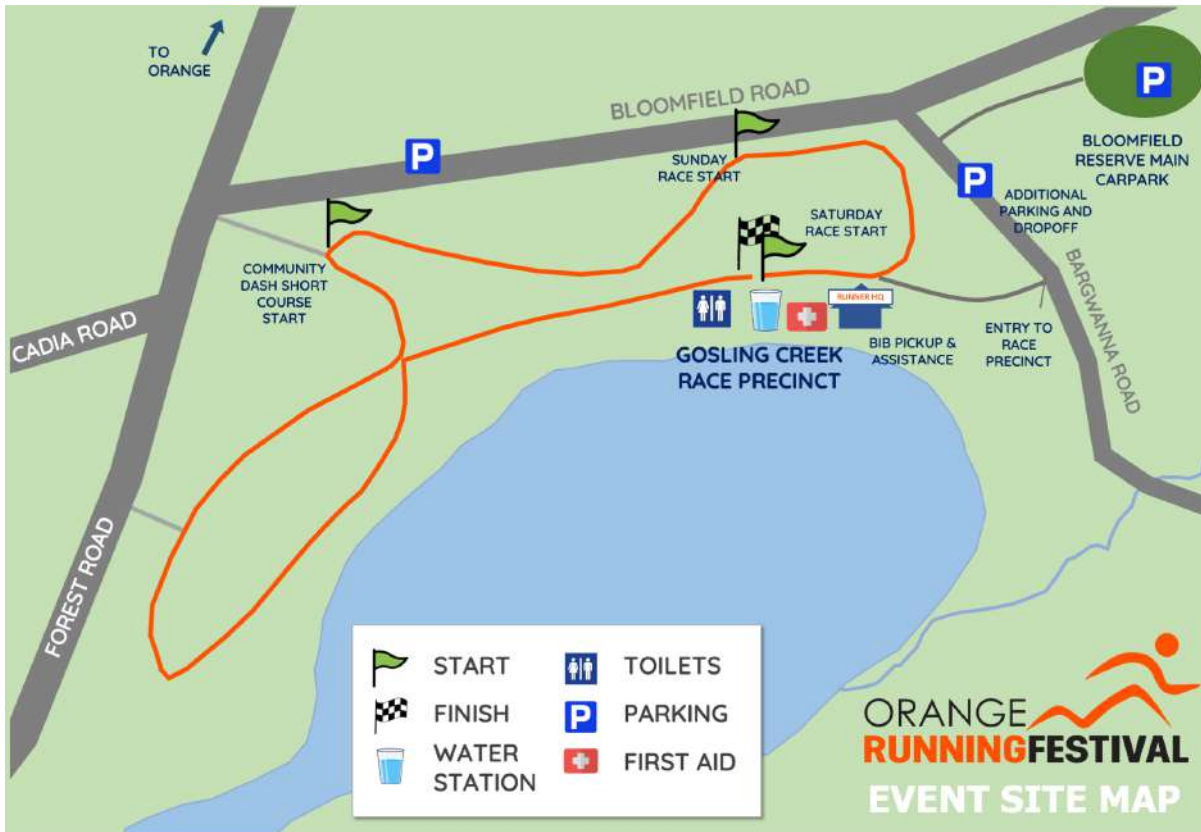 TO
ORANGE
BLOOMFIELD ROAD
P
P
P
BLOOMFIELD
RESERVE MAIN
CARPARK
SUNDAY
RACE START
ADDITIONAL
PARKING AND
DROPOFF
SATURDAY
RACE START
COMMUNITY
DASH SHORT
COURSE
START
CADIA ROAD
RUNNER HQ
BARGWANNA ROAD
ENTRY TO
RACE
PRECINCT
BIB PICKUP &
ASSISTANCE
GOSLING CREEK
RACE PRECINCT
FOREST ROAD
START
TOILETS
FINISH
P
PARKING
WATER
STATION
FIRST AID
ORANGE
RUNNINGFESTIVAL
EVENT SITE MAP